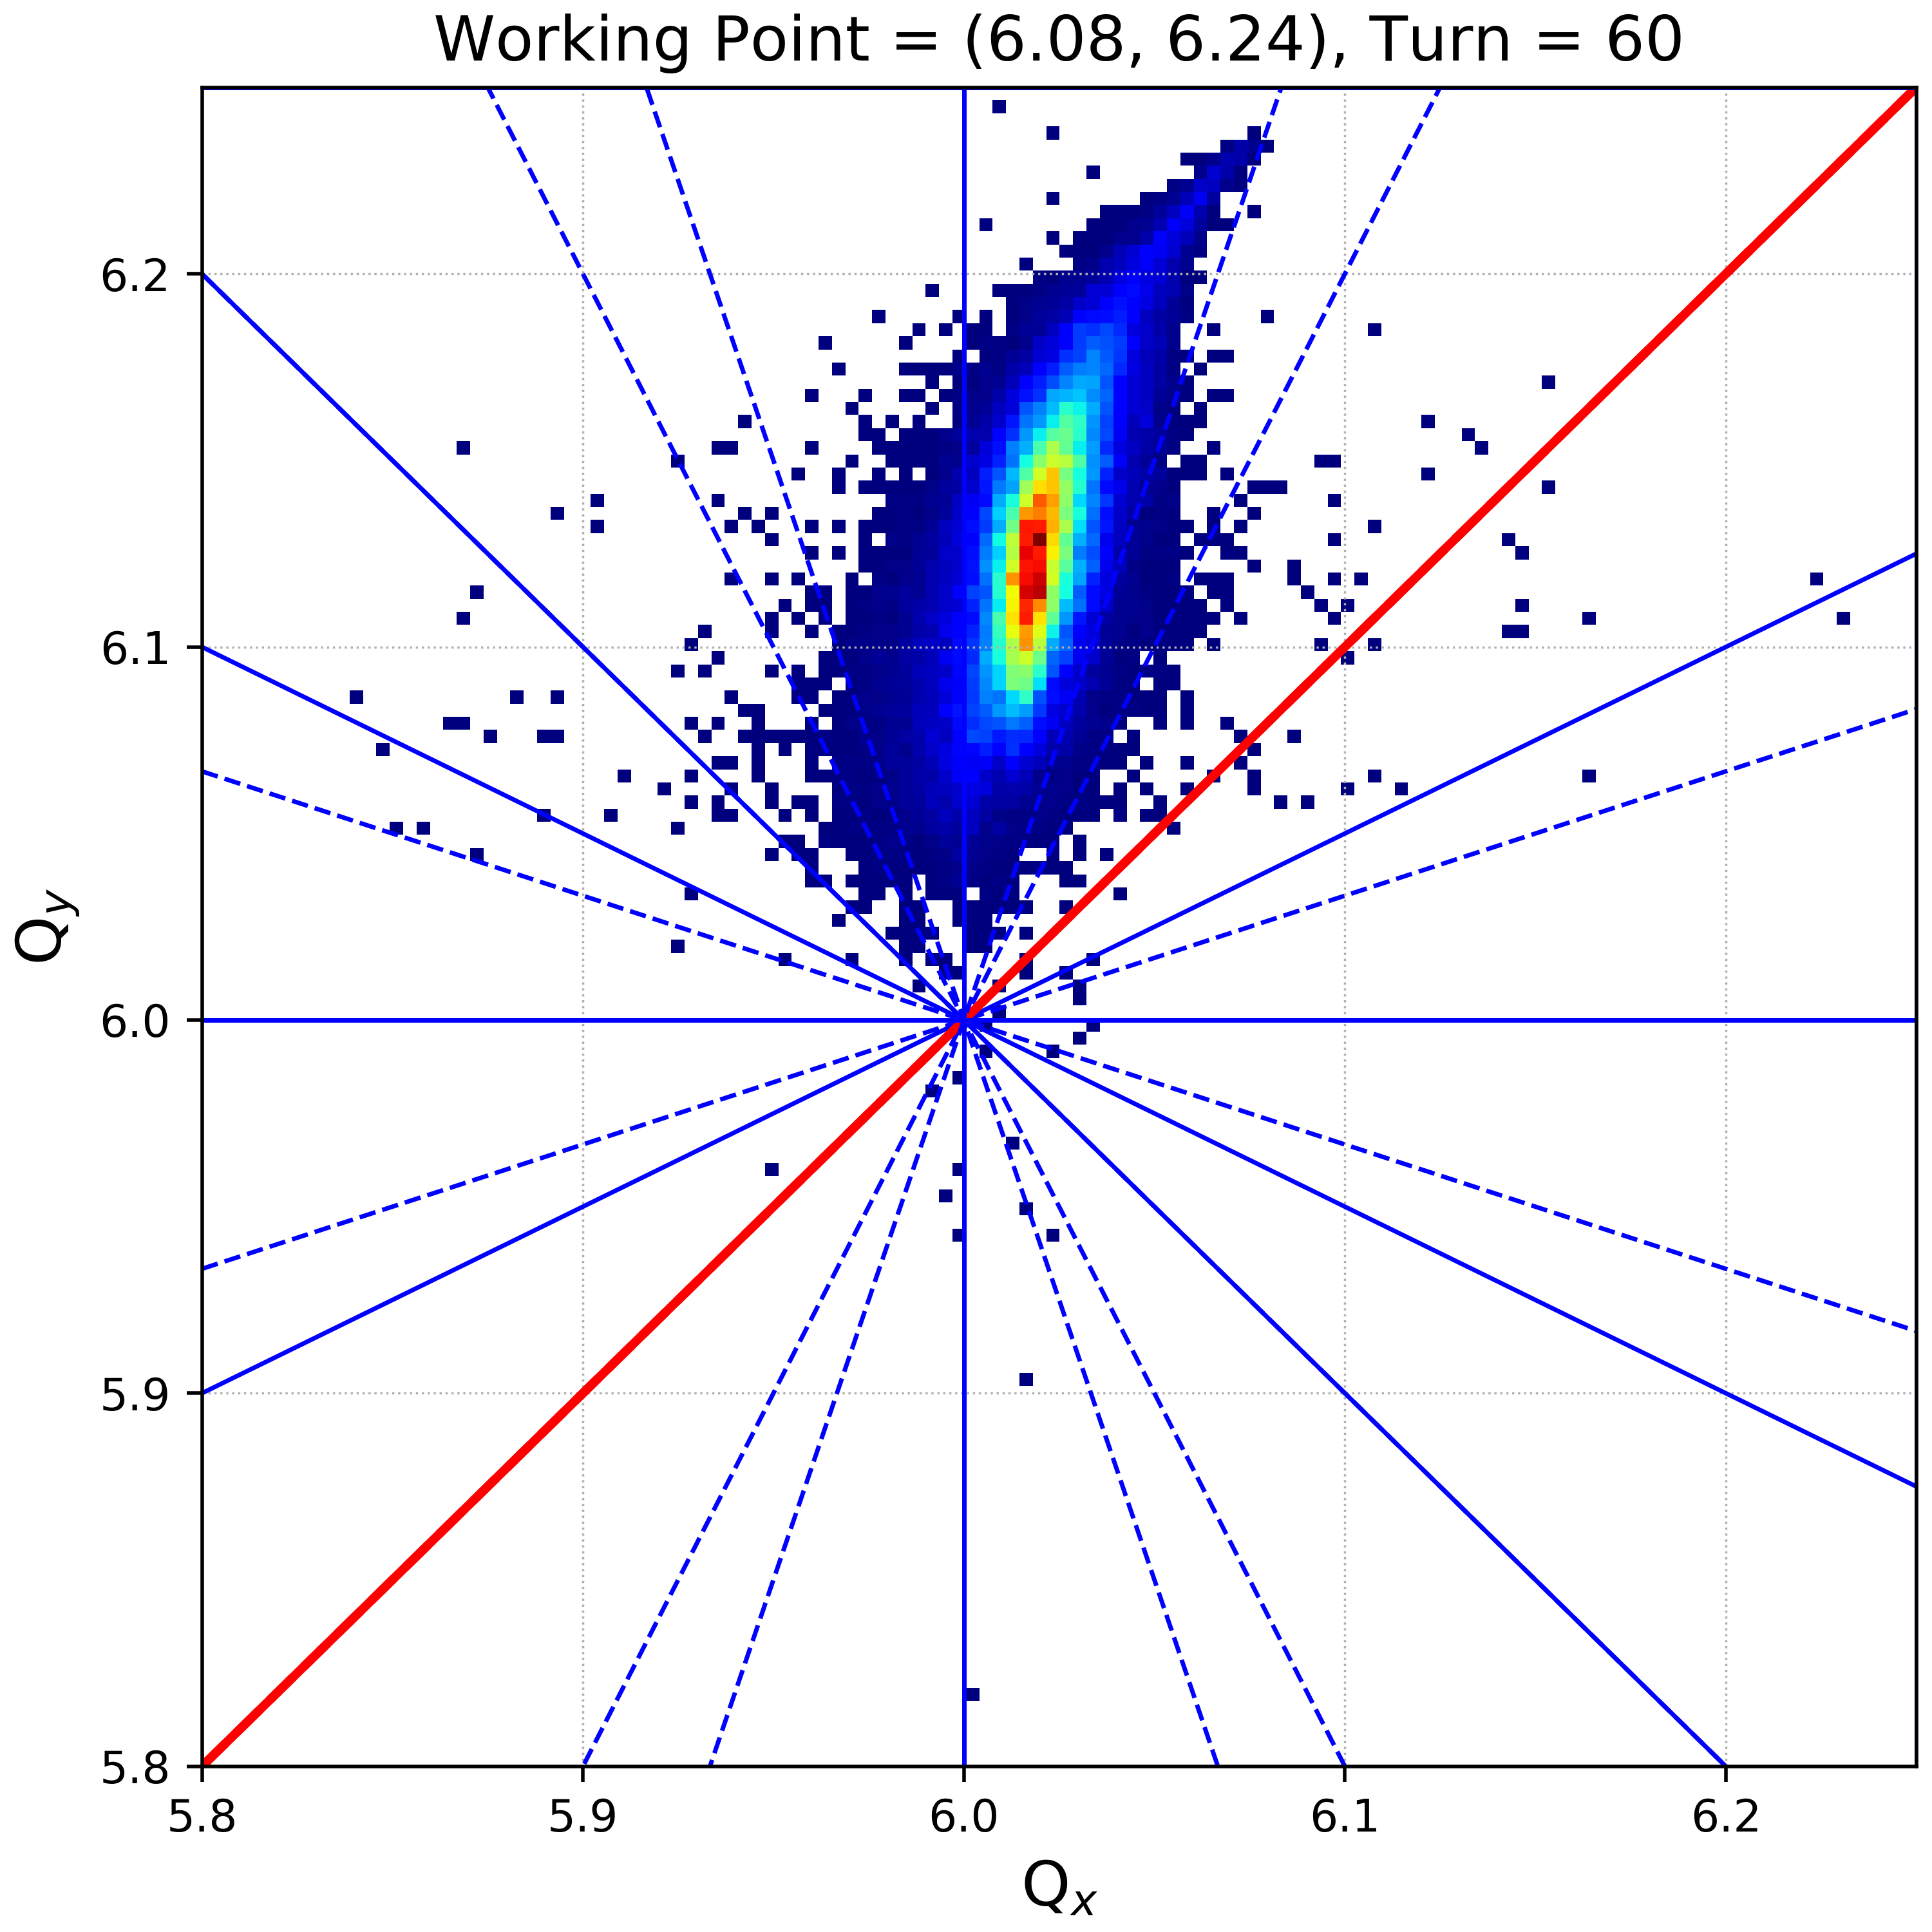 Working Point = (6.08, 6.24), Turn = 60
6.2
6.1
6.0
5.9
5.8
Qy
5.8 5.9 6.0 6.1 6.2
Qx